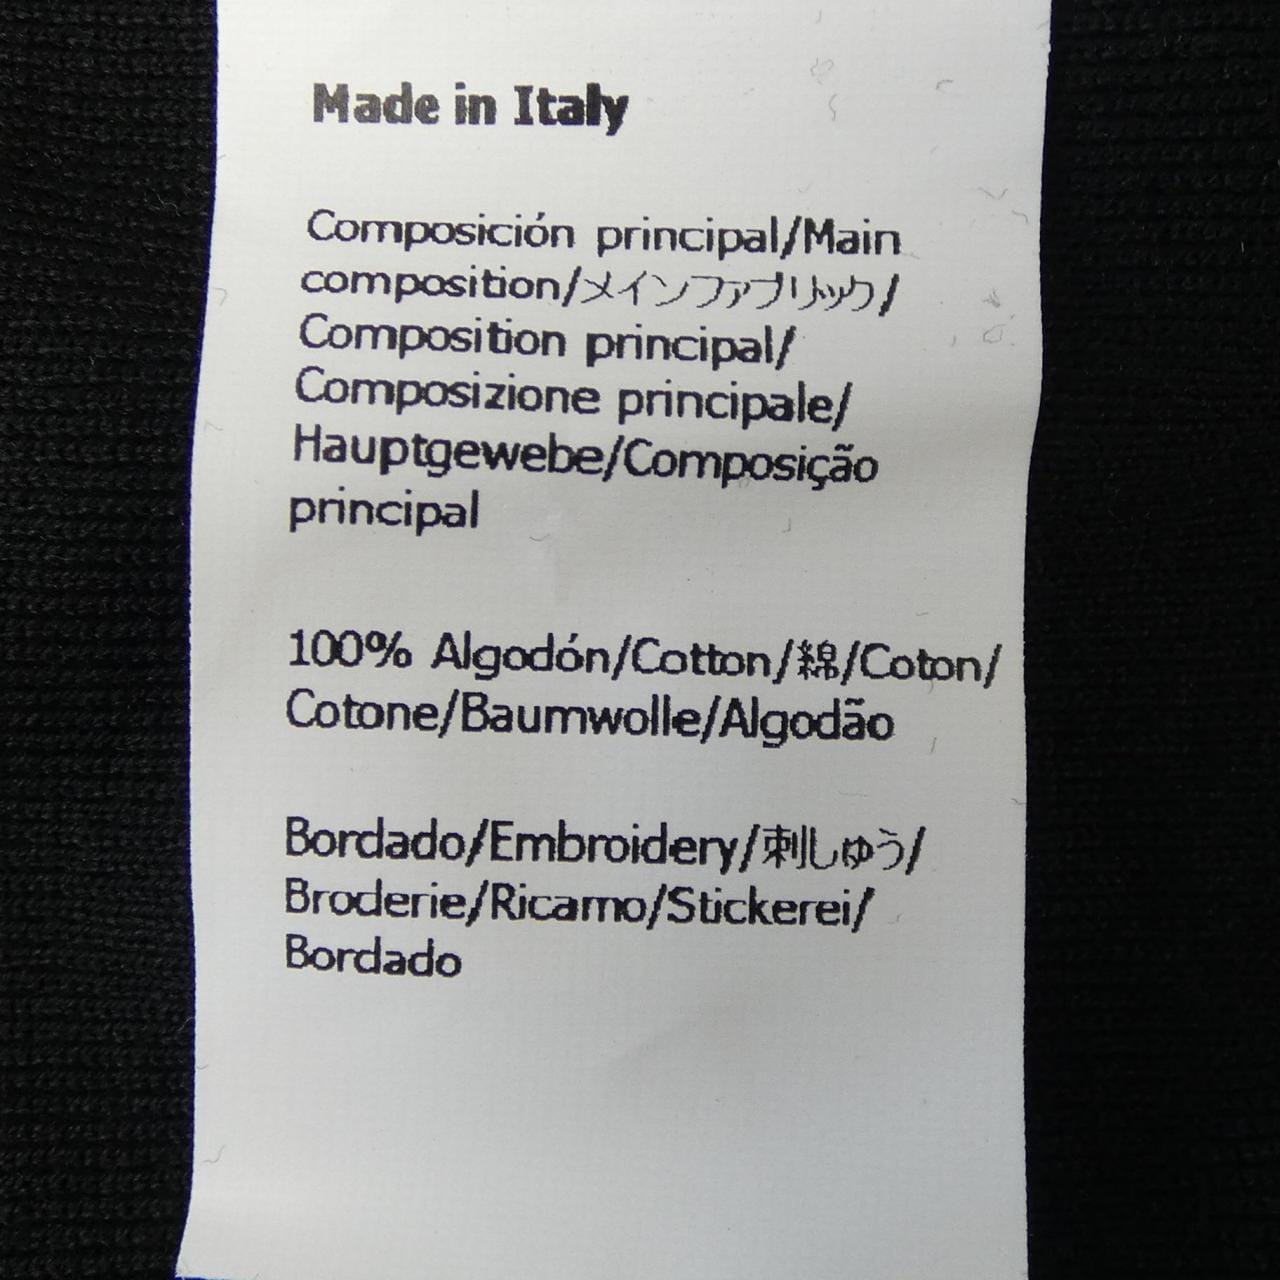 Made in Italy
Composición principal/Main
composition/メインファブリック/
Composition principal/
Composizione principale/
Hauptgewebe/Composição
principal
100% Algodón/Cotton/綿/Coton/
Cotone/Baumwolle/Algodão
Bordado/Embroidery/刺しゅう/
Broderie/Ricamo/Stickerei/
Bordado